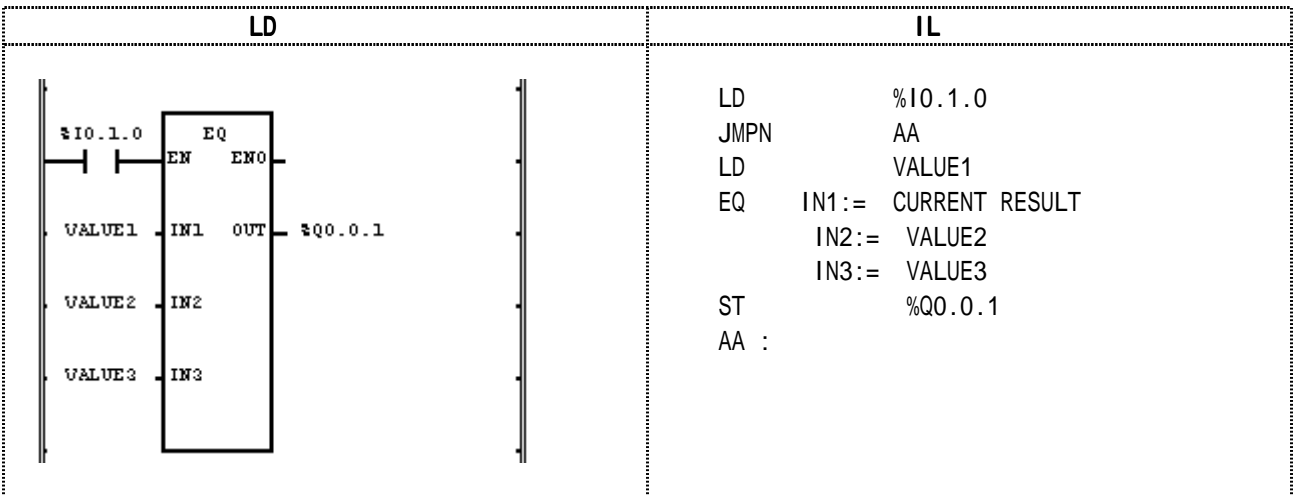 LD
IL
%I0.1.0
EQ
EN ENO
VALUE1 IN1 OUT %Q0.0.1
VALUE2 IN2
VALUE3 IN3
LD %I0.1.0
JMPN AA
LD VALUE1
EQ IN1:= CURRENT RESULT
IN2:= VALUE2
IN3:= VALUE3
ST %Q0.0.1
AA :